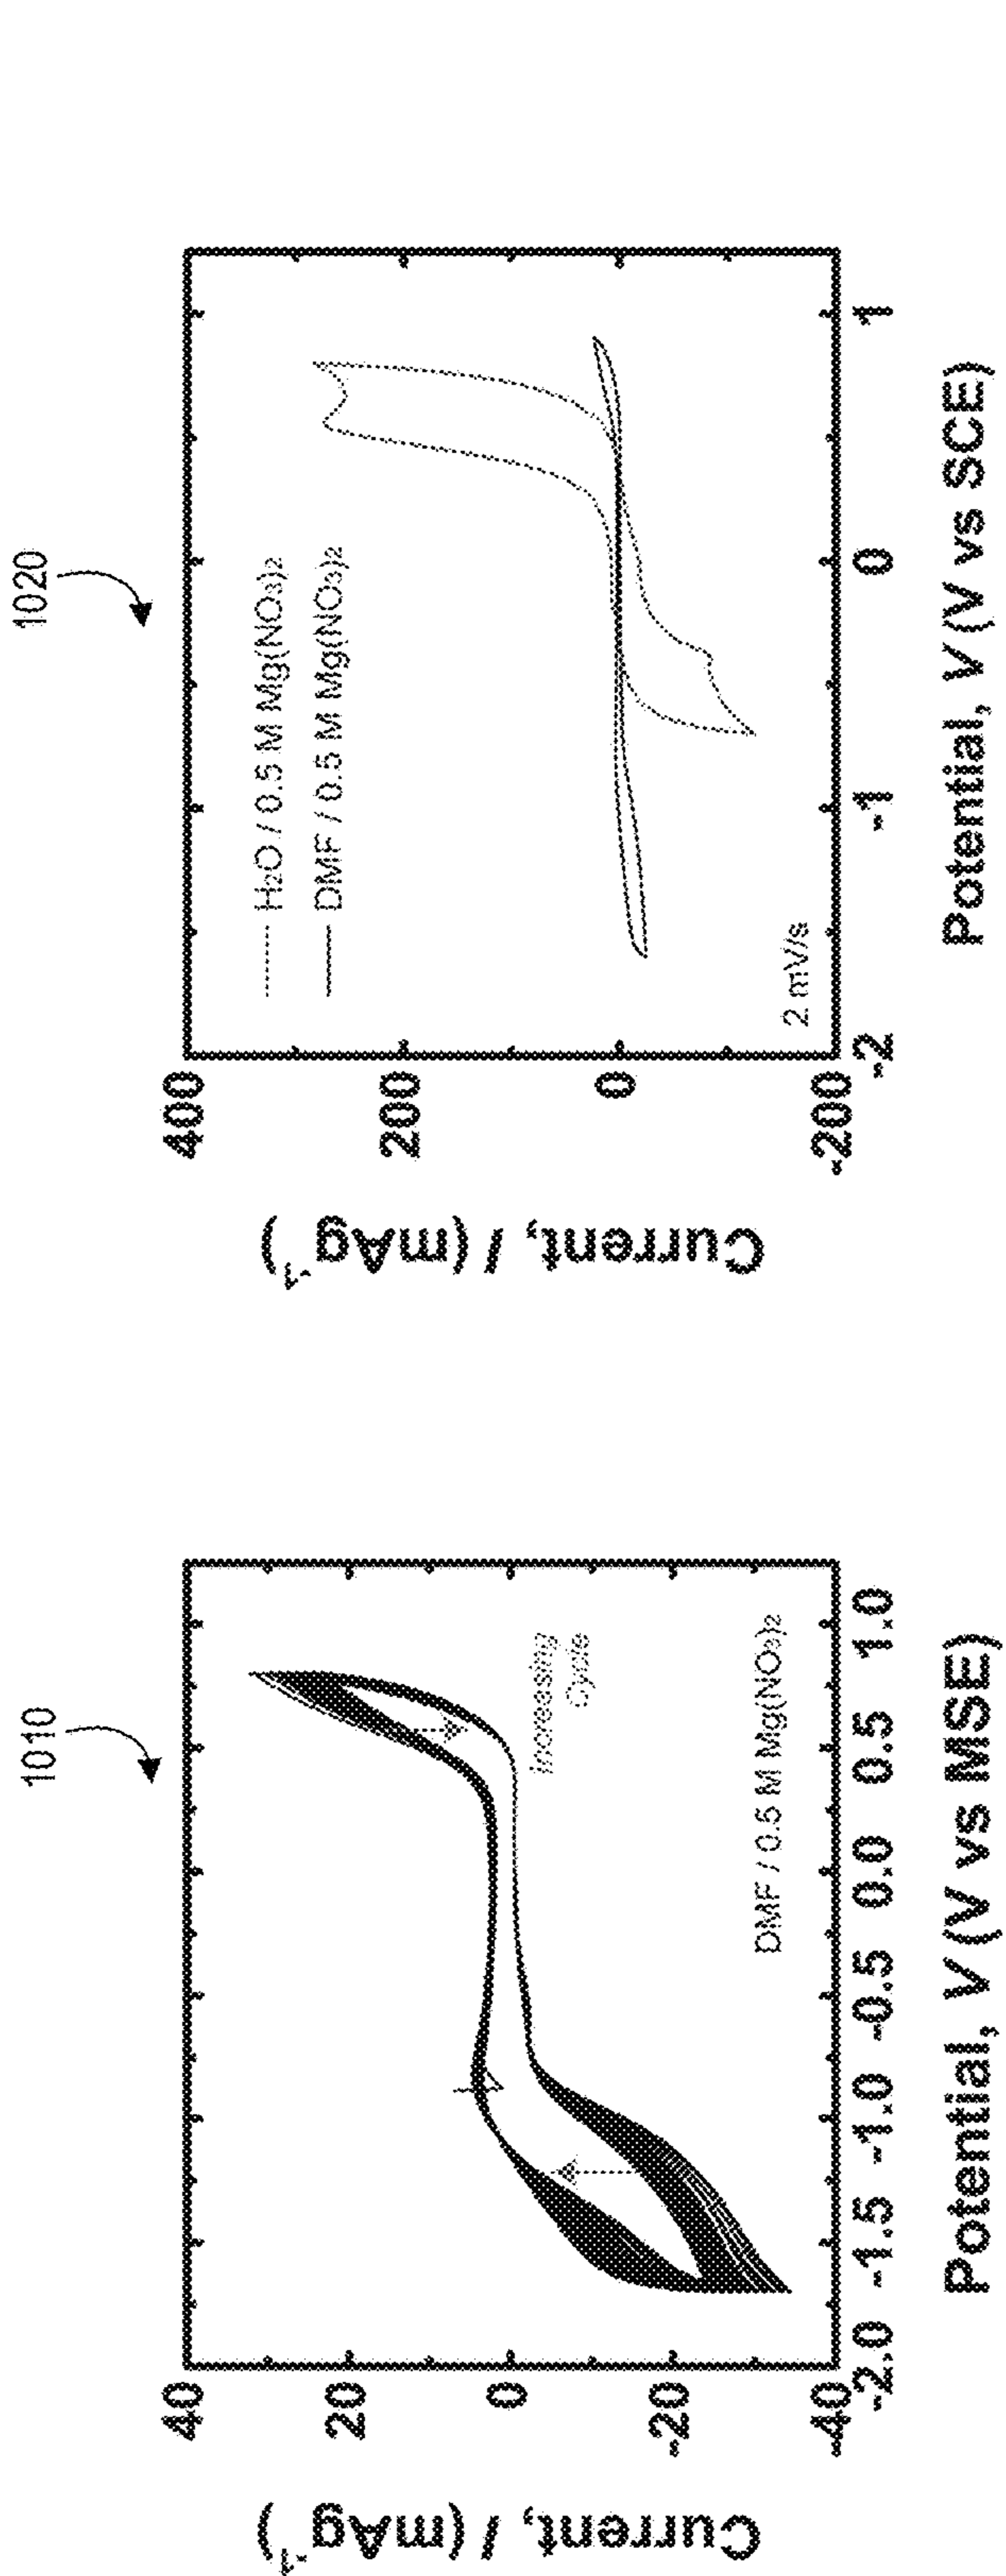 1010
40
20
0
-20
-40
-2.0 -1.5 -1.0 -0.5 0.0 0.5 1.0
Current, I (mAg-1)
Potential, V (V vs MSE)
Increasing
Cycle
DMF / 0.5 M Mg(NO3)2
1020
400
200
0
-200
-2 -1 0 1
Current, I (mAg-1)
Potential, V (V vs SCE)
H2O / 0.5 M Mg(NO3)2
DMF / 0.5 M Mg(NO3)2
2 mV/s